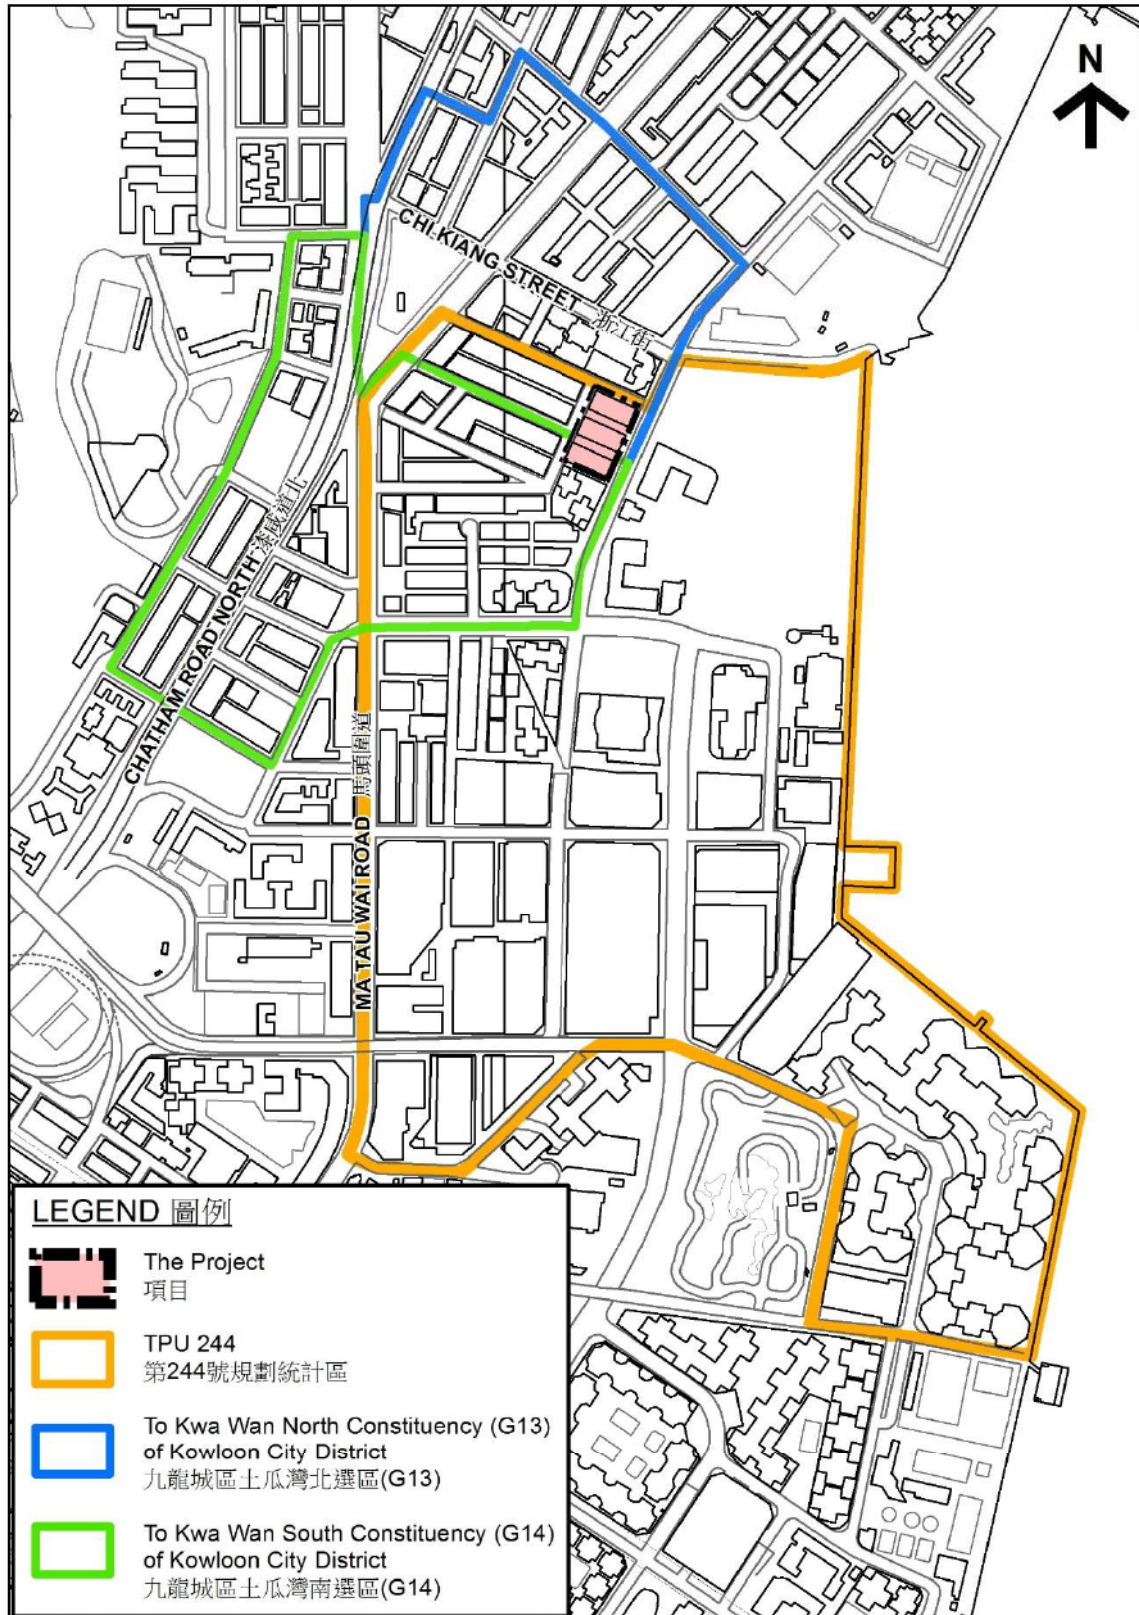 N
CHI KIANG STREET 浙江街
CHATHAM ROAD NORTH 漆咸道北
MA TAU WAI ROAD 馬頭圍道
LEGEND 圖例
The Project
項目
TPU 244
第244號規劃統計區
To Kwa Wan North Constituency (G13)
of Kowloon City District
九龍城區土瓜灣北選區(G13)
To Kwa Wan South Constituency (G14)
of Kowloon City District
九龍城區土瓜灣南選區(G14)